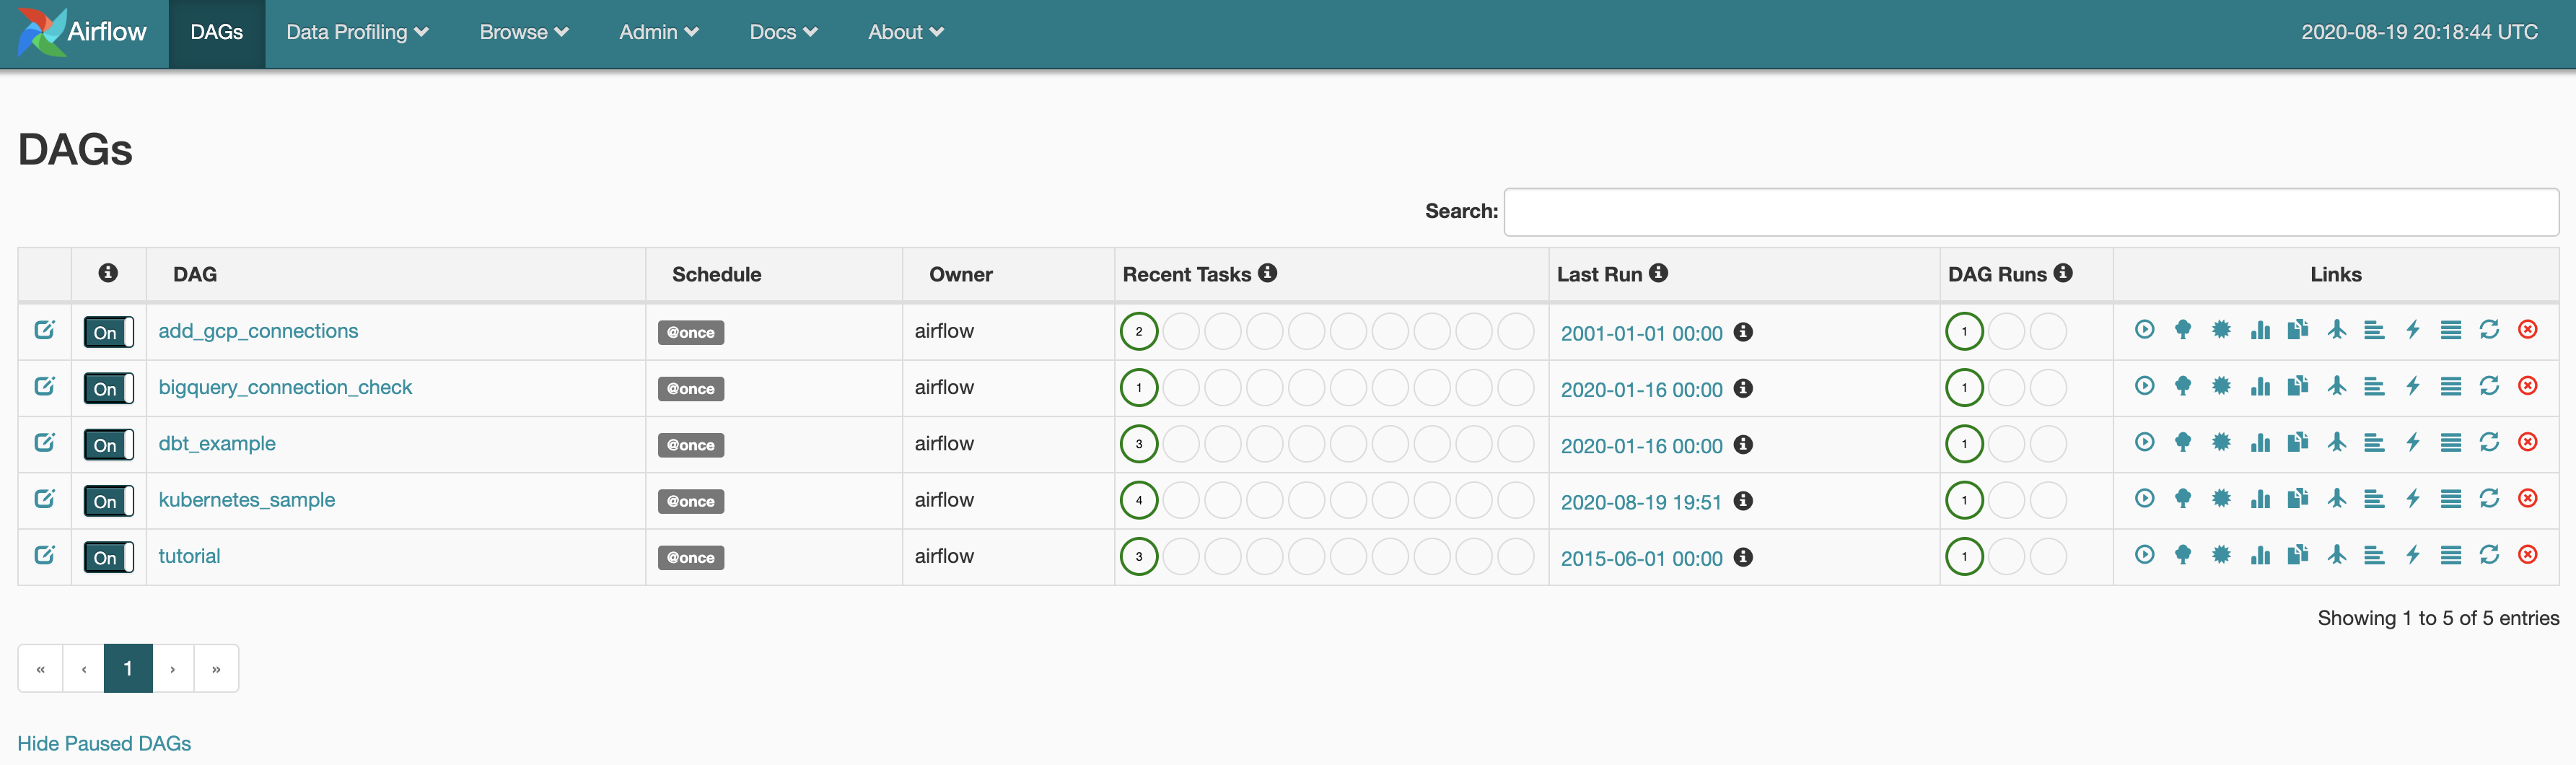 Airflow DAGs Data Profiling Browse Admin Docs About 2020-08-19 20:18:44 UTC
DAGs
Search:
DAG Schedule Owner Recent Tasks Last Run DAG Runs Links
On add_gcp_connections @once airflow 2 2001-01-01 00:00 1
On bigquery_connection_check @once airflow 1 2020-01-16 00:00 1
On dbt_example @once airflow 3 2020-01-16 00:00 1
On kubernetes_sample @once airflow 4 2020-08-19 19:51 1
On tutorial @once airflow 3 2015-06-01 00:00 1
Showing 1 to 5 of 5 entries
« ‹ 1 › »
Hide Paused DAGs